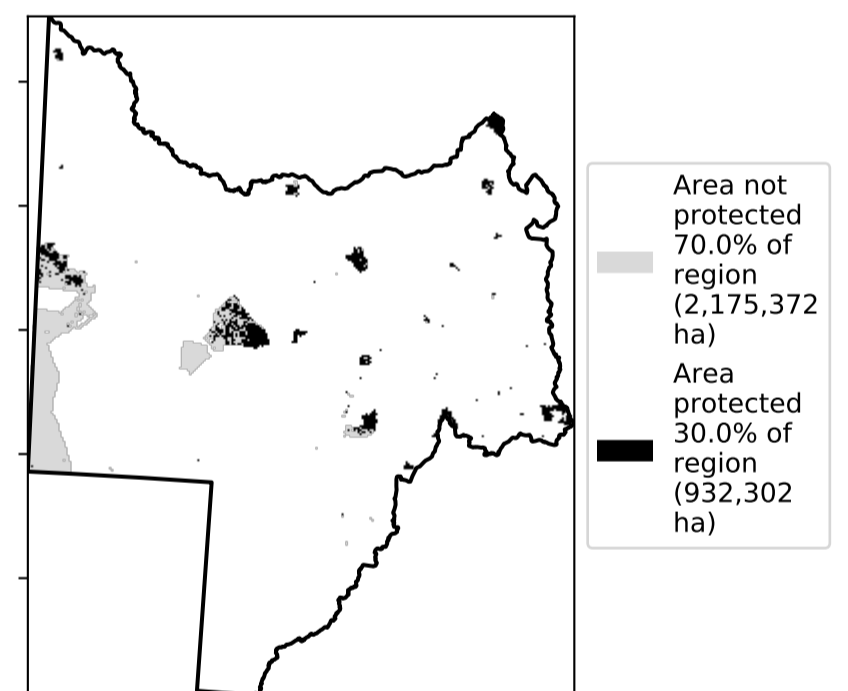 Area not
protected
70.0% of
region
(2,175,372
ha)
Area
protected
30.0% of
region
(932,302
ha)